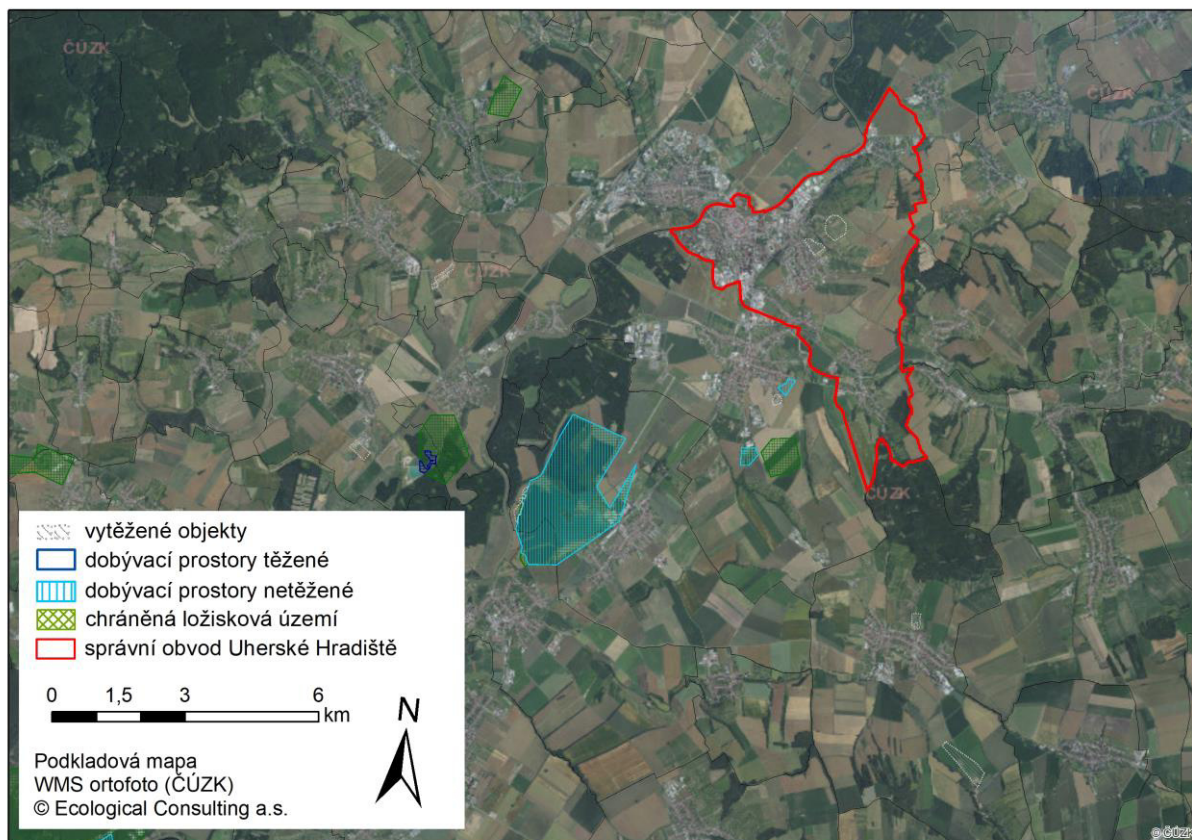 ČÚZK
ČÚZK
ČÚZK
ČÚZK
vytěžené objekty
dobývací prostory těžené
dobývací prostory netěžené
chráněná ložisková území
správní obvod Uherské Hradiště
0 1,5 3 6
km
N
Podkladová mapa
WMS ortofoto (ČÚZK)
© Ecological Consulting a.s.
© ČÚZK